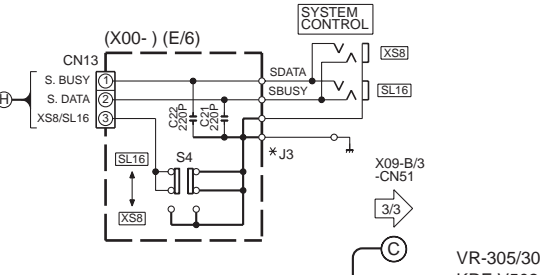 SYSTEM
CONTROL
(X00- ) (E/6)
CN13
XS8
S. BUSY 1
SDATA
S. DATA 2
SBUSY
SL16
H
XS8/SL16 3
C22
220P
C21
220P
*J3
SL16
S4
X09-B/3
-CN51
3/3
XS8
C
VR-305/30